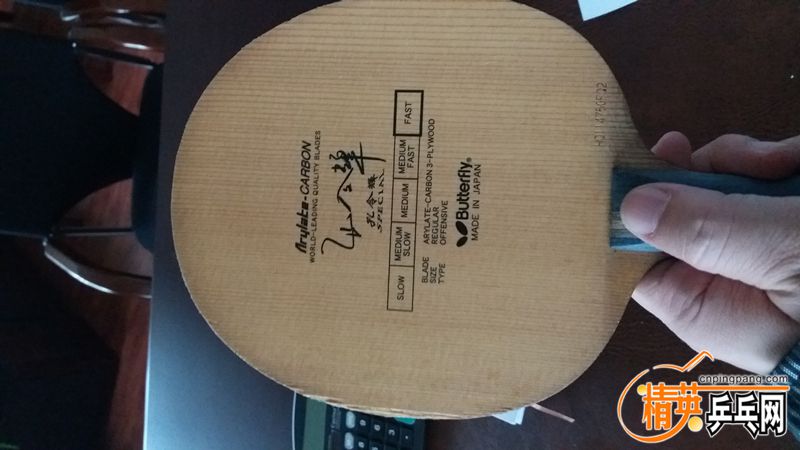 Arylate-CARBON
WORLD-LEADING QUALITY BLADES
孔令輝
SPECIAL
SLOW MEDIUM SLOW MEDIUM MEDIUM FAST FAST
BLADE ARYLATE-CARBON 3-PLYWOOD
SIZE REGULAR
TYPE OFFENSIVE
Butterfly
MADE IN JAPAN
cnpingpang.com
精英乒乓网